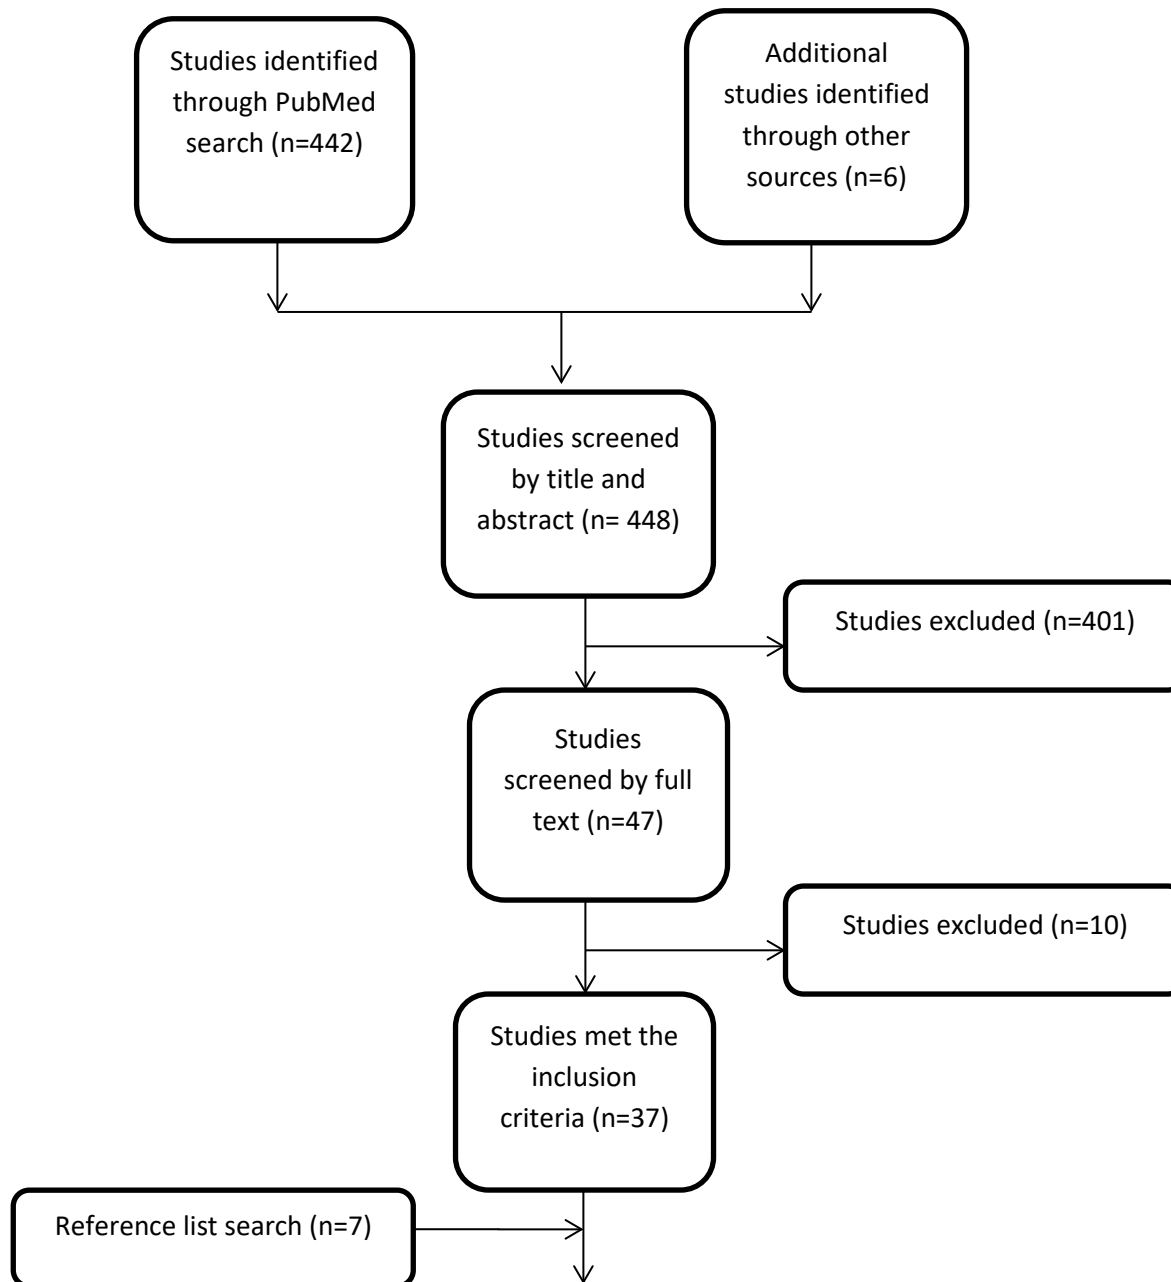 Studies identified
through PubMed
search (n=442)
Additional
studies identified
through other
sources (n=6)
Studies screened
by title and
abstract (n= 448)
Studies excluded (n=401)
Studies
screened by full
text (n=47)
Studies excluded (n=10)
Studies met the
inclusion
criteria (n=37)
Reference list search (n=7)